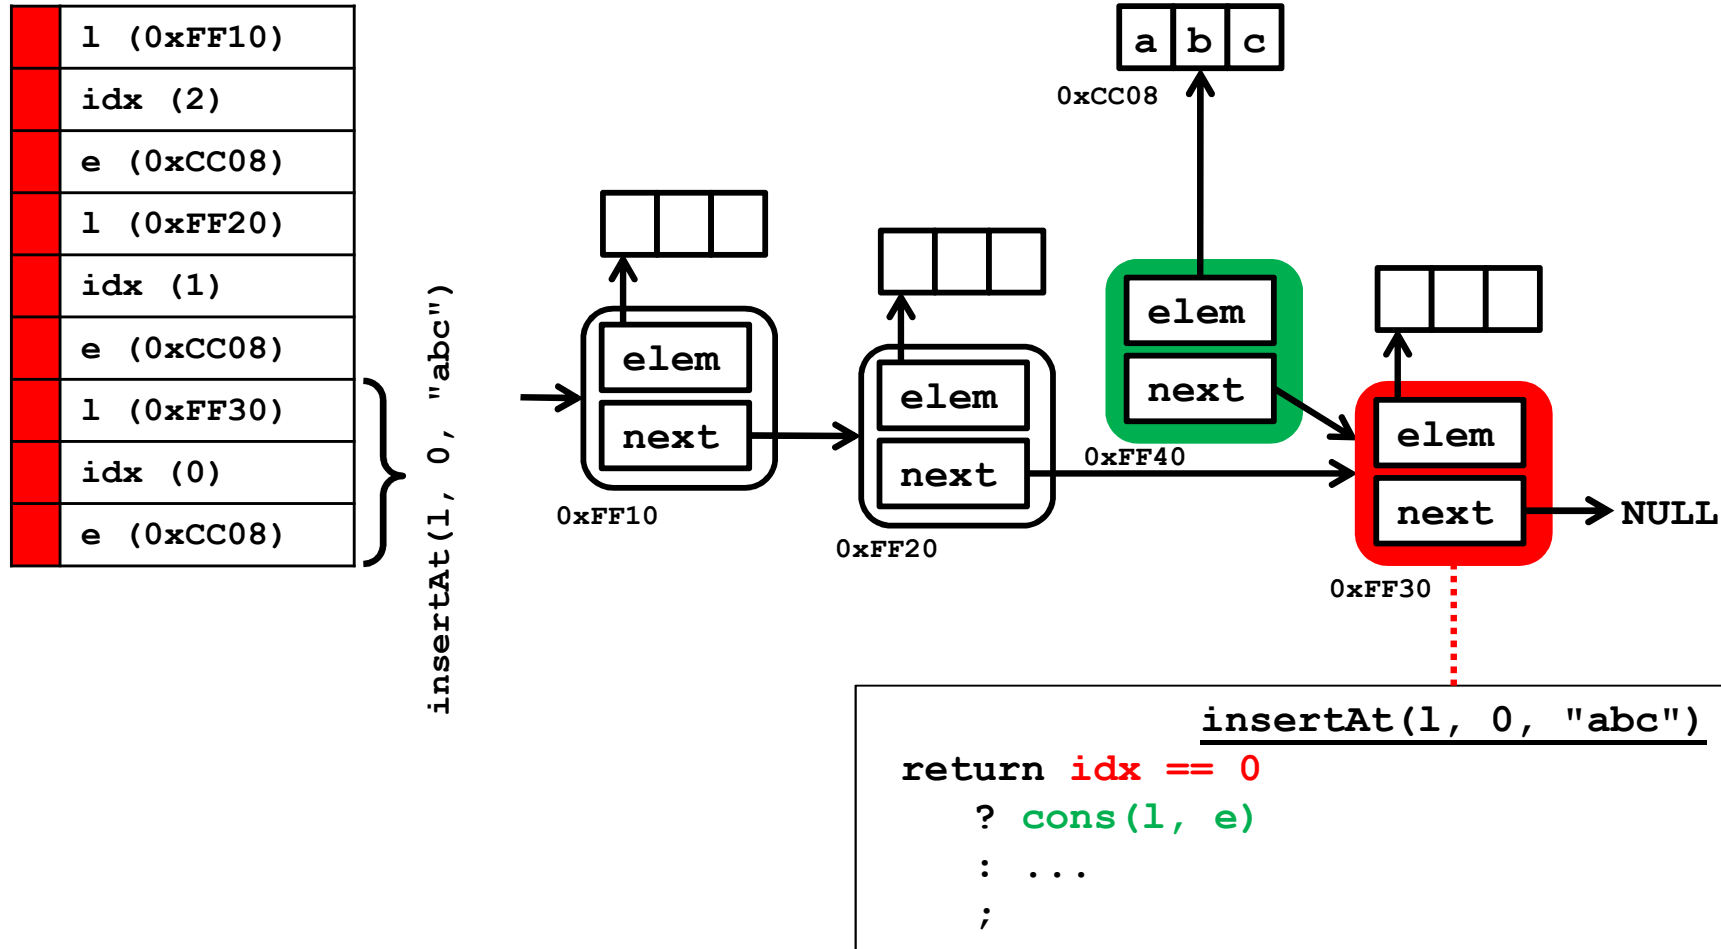 l (0xFF10)
idx (2)
e (0xCC08)
l (0xFF20)
idx (1)
e (0xCC08)
l (0xFF30)
idx (0)
e (0xCC08)
insertAt(l, 0, "abc")
a b c
0xCC08
elem
next
0xFF10
elem
next
0xFF20
elem
next
0xFF40
elem
next
NULL
0xFF30
insertAt(l, 0, "abc")
return idx == 0
? cons(l, e)
: ...
;